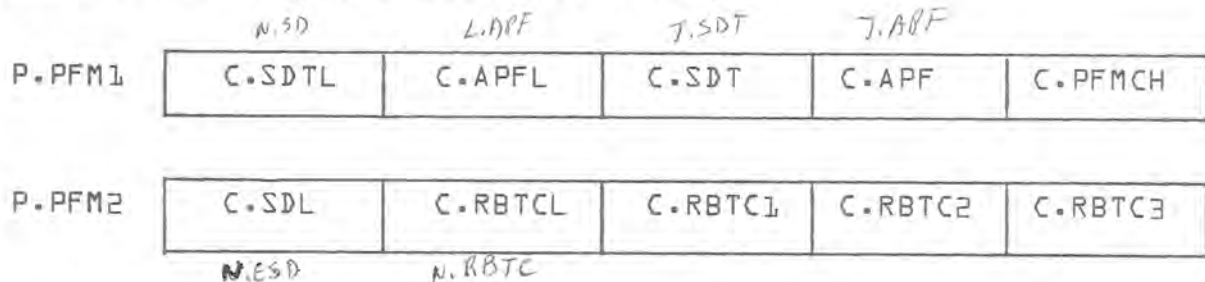 N.SD L.APF T.SDT T.APF
P.PFM1 C.SDTL C.APFL C.SDT C.APF C.PFMCH
P.PFM2 C.SDL C.RBTCL C.RBTC1 C.RBTC2 C.RBTC3
N.ESD N.RBTC